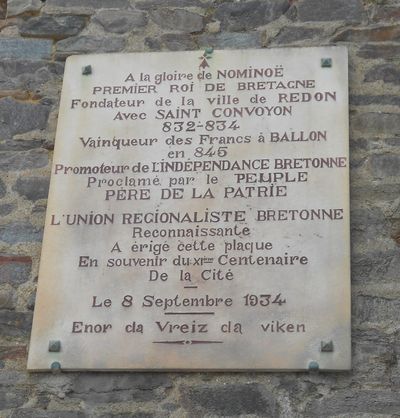 A la gloire de NOMINOË
PREMIER ROI DE BRETAGNE
Fondateur de la ville de REDON
Avec SAINT CONVOYON
832-834
Vainqueur des Francs à BALLON
en 845
Promoteur de L'INDÉPENDANCE BRETONNE
Proclamé par le PEUPLE
PÈRE DE LA PATRIE
L'UNION REGIONALISTE BRETONNE
Reconnaissante
A érigé cette plaque
En souvenir du XIème Centenaire
De la Cité
Le 8 Septembre 1934
Enor da Vreiz da viken